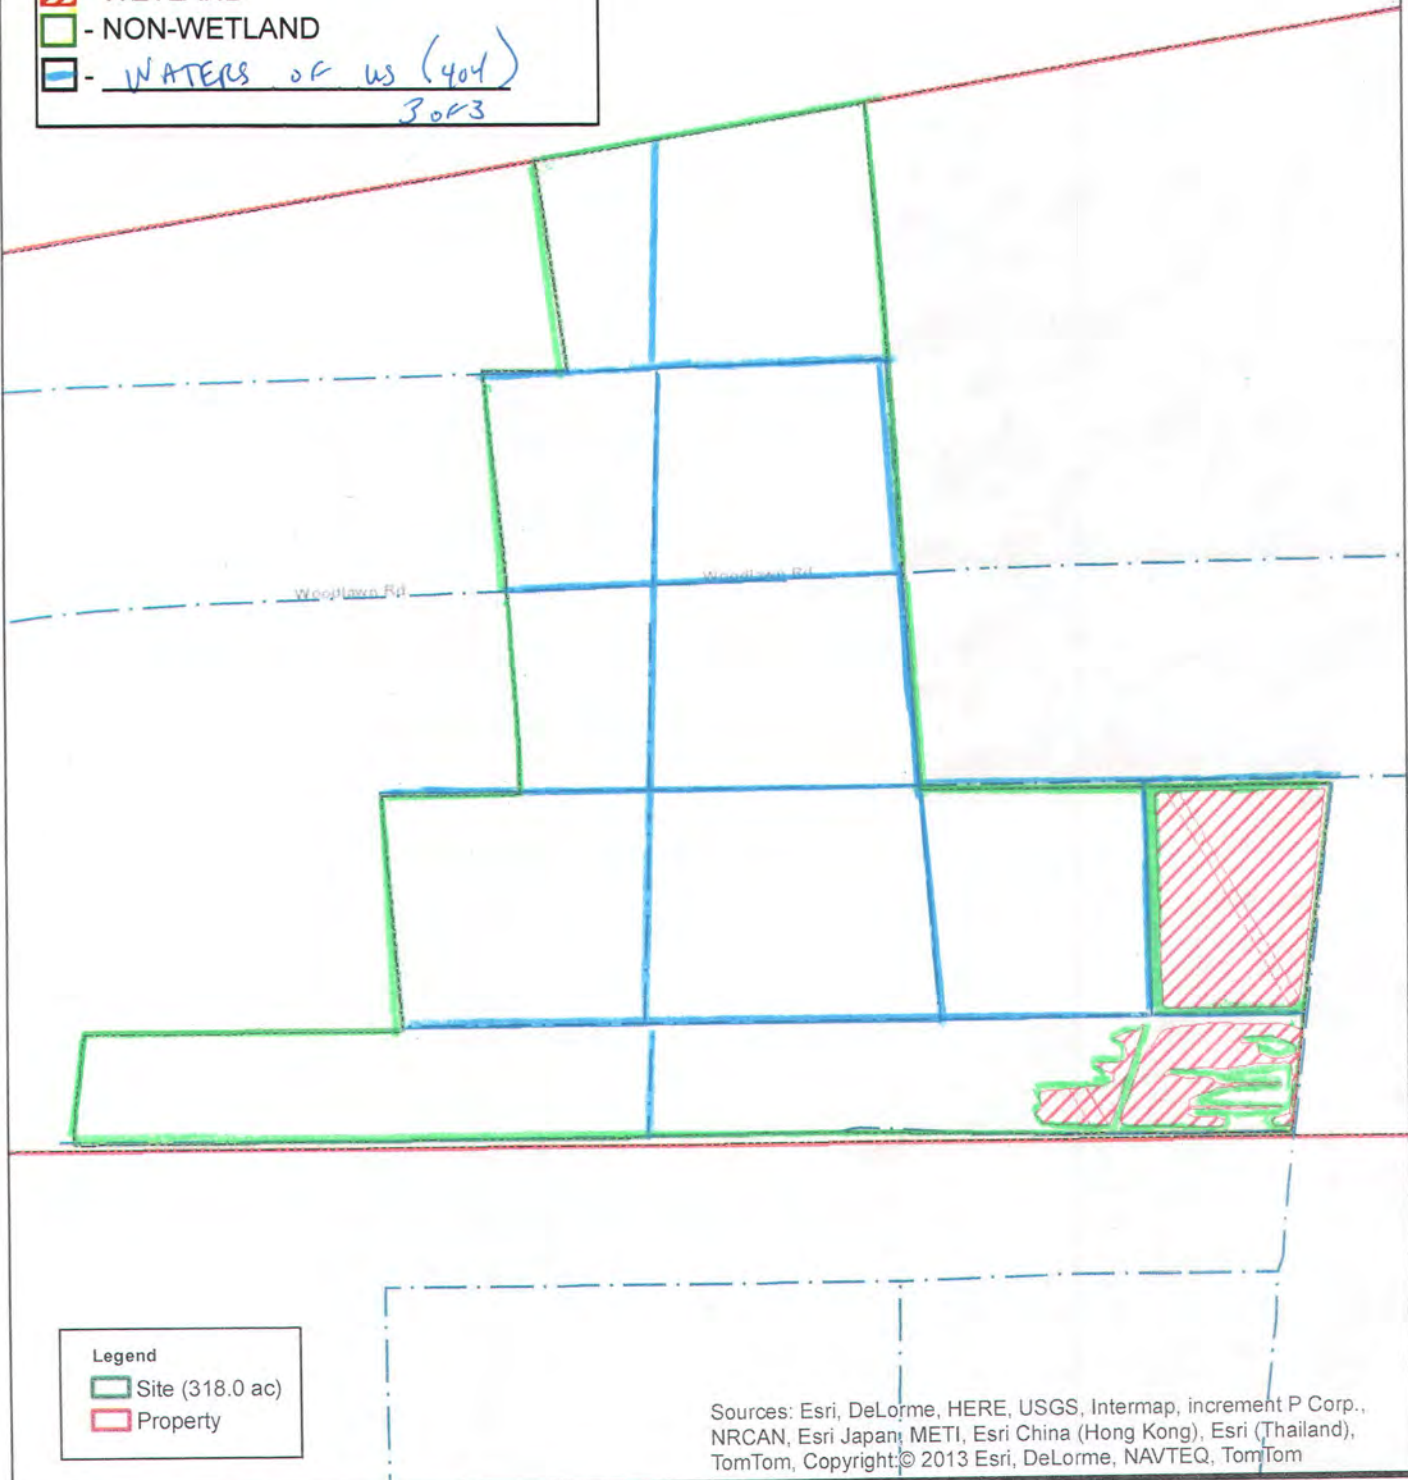 - WETLAND
- NON-WETLAND
- WATERS OF US (404)
3 of 3
Woodlawn Rd
Woodlawn Rd
Legend
Site (318.0 ac)
Property
Sources: Esri, DeLorme, HERE, USGS, Intermap, increment P Corp.,
NRCAN, Esri Japan, METI, Esri China (Hong Kong), Esri (Thailand),
TomTom, Copyright:© 2013 Esri, DeLorme, NAVTEQ, TomTom